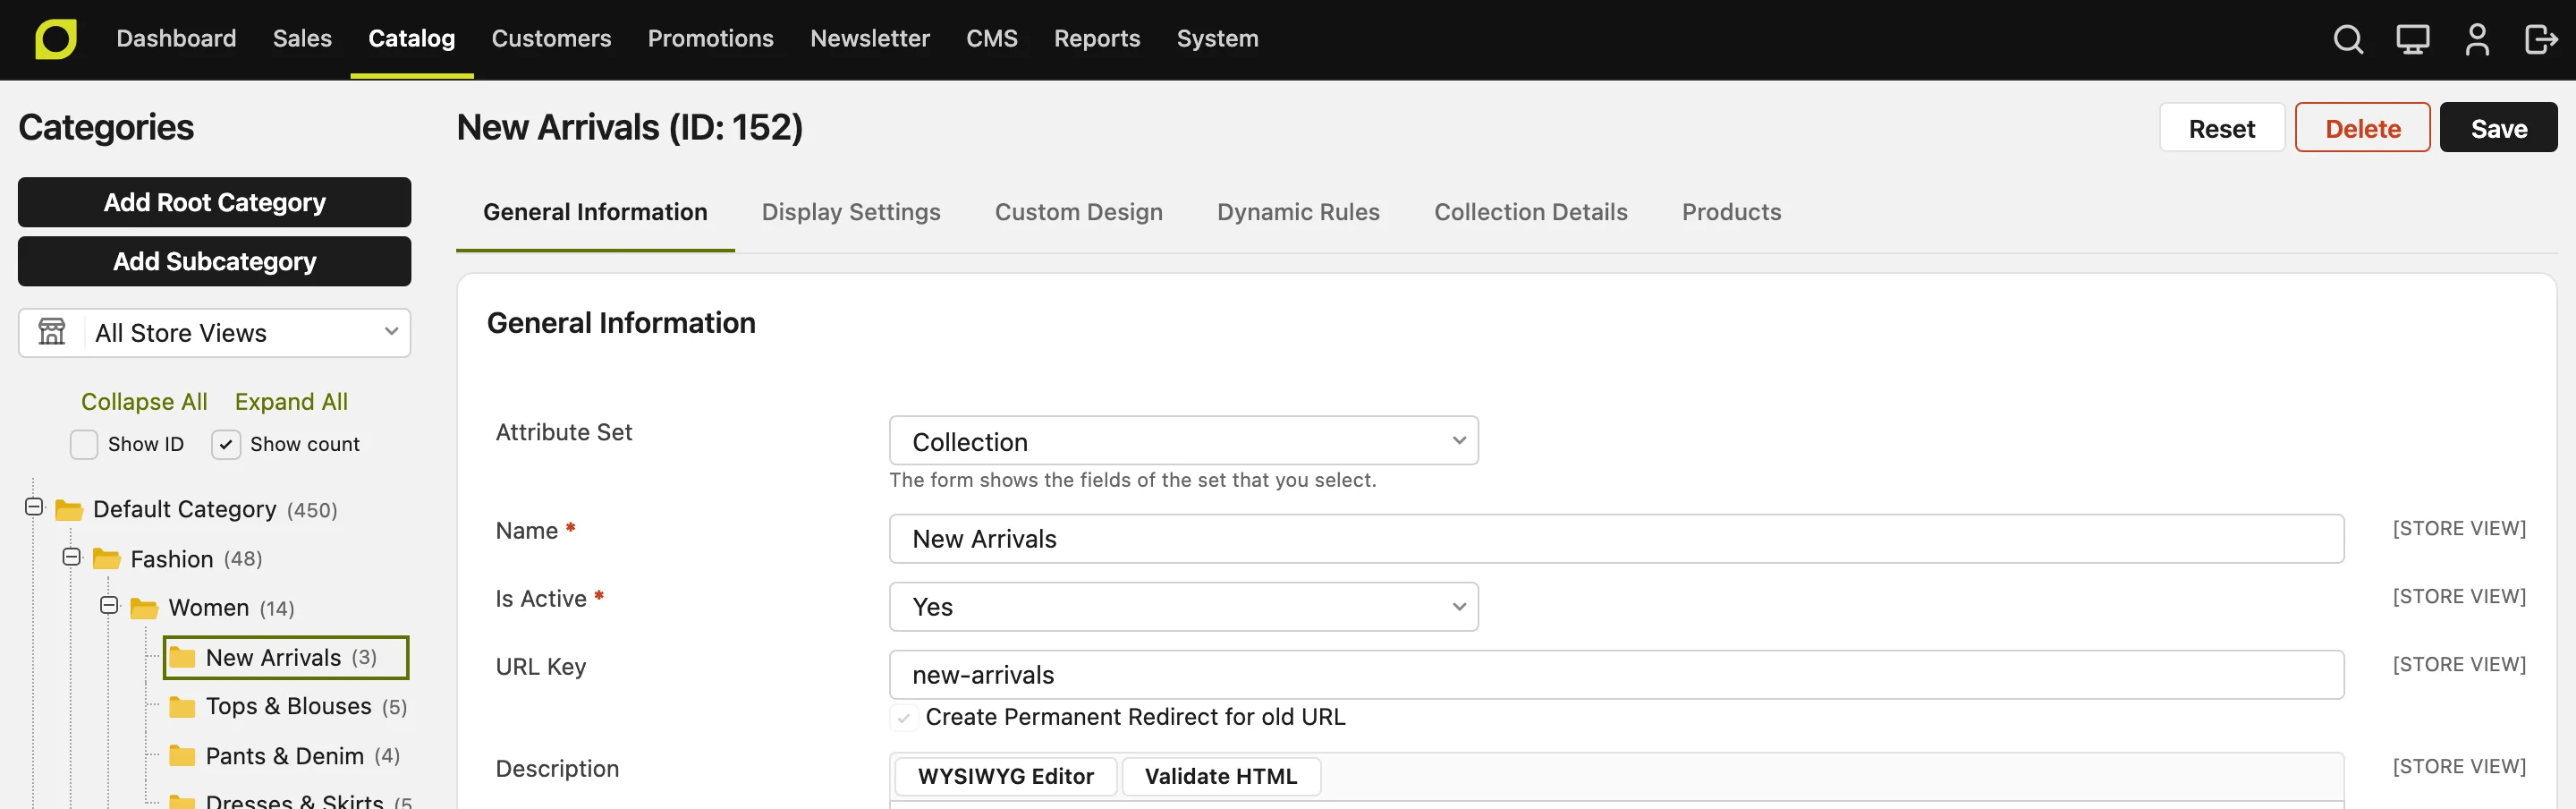 Dashboard Sales Catalog Customers Promotions Newsletter CMS Reports System
Categories
Add Root Category
Add Subcategory
All Store Views
Collapse All Expand All
Show ID Show count
Default Category (450)
Fashion (48)
Women (14)
New Arrivals (3)
Tops & Blouses (5)
Pants & Denim (4)
Dresses & Skirts (5
New Arrivals (ID: 152)
Reset Delete Save
General Information Display Settings Custom Design Dynamic Rules Collection Details Products
General Information
Attribute Set Collection
The form shows the fields of the set that you select.
Name * New Arrivals [STORE VIEW]
Is Active * Yes [STORE VIEW]
URL Key new-arrivals [STORE VIEW]
Create Permanent Redirect for old URL
Description WYSIWYG Editor Validate HTML [STORE VIEW]